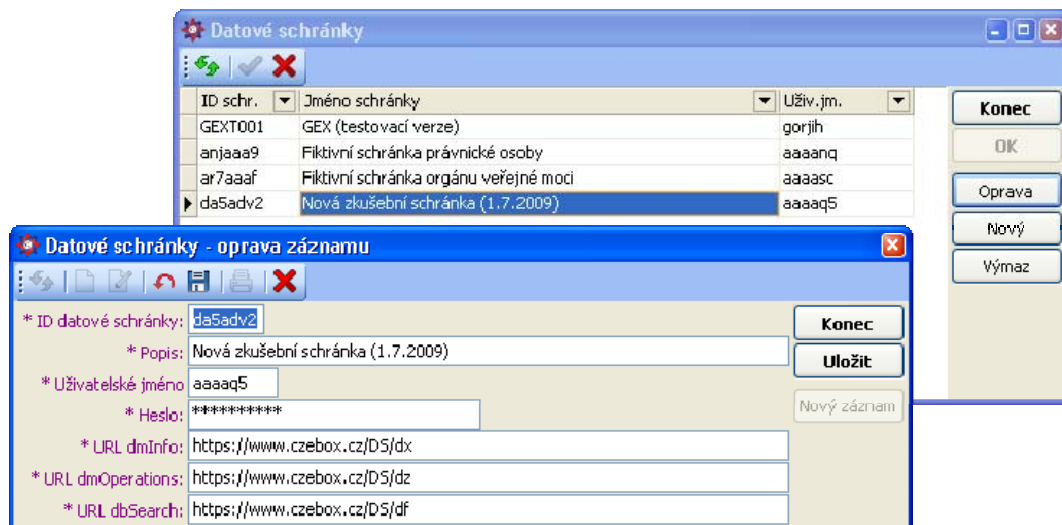 Datové schránky
ID schr. Jméno schránky Uživ.jm.
GEXT001 GEX (testovací verze) gorjih
anjaaa9 Fiktivní schránka právnické osoby aaaanq
ar7aaaf Fiktivní schránka orgánu veřejné moci aaaasc
da5adv2 Nová zkušební schránka (1.7.2009) aaaaq5
Konec
OK
Oprava
Nový
Výmaz
Datové schránky - oprava záznamu
* ID datové schránky: da5adv2
* Popis: Nová zkušební schránka (1.7.2009)
* Uživatelské jméno aaaaq5
* Heslo: **********
* URL dmInfo: https://www.czebox.cz/DS/dx
* URL dmOperations: https://www.czebox.cz/DS/dz
* URL dbSearch: https://www.czebox.cz/DS/df
Konec
Uložit
Nový záznam